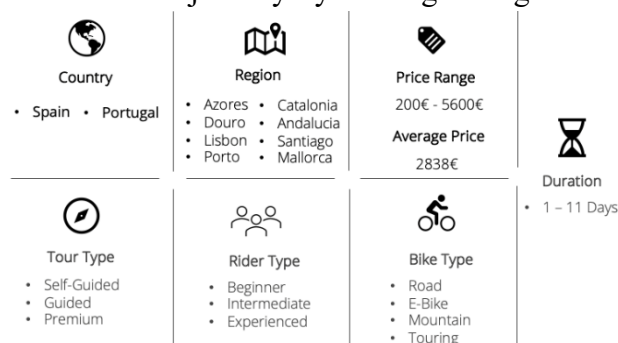 Country
• Spain • Portugal
Region
• Azores • Catalonia
• Douro • Andalucia
• Lisbon • Santiago
• Porto • Mallorca
Price Range
200€ - 5600€
Average Price
2838€
Duration
• 1 – 11 Days
Tour Type
• Self-Guided
• Guided
• Premium
Rider Type
• Beginner
• Intermediate
• Experienced
Bike Type
• Road
• E-Bike
• Mountain
• Touring